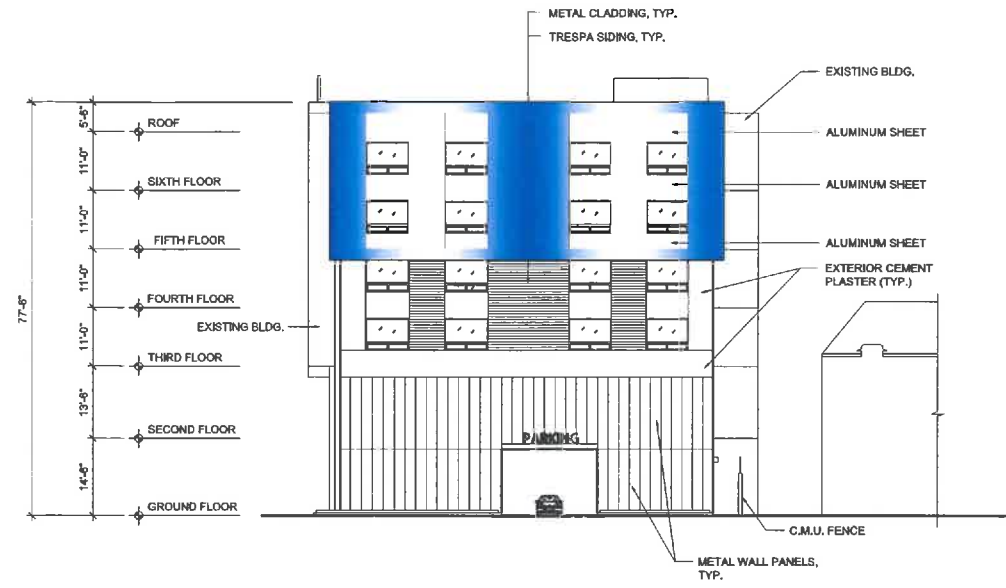 METAL CLADDING, TYP.
TRESPA SIDING, TYP.
EXISTING BLDG.
5'-6"
ROOF
ALUMINUM SHEET
11'-0"
SIXTH FLOOR
ALUMINUM SHEET
11'-0"
FIFTH FLOOR
ALUMINUM SHEET
11'-0"
EXTERIOR CEMENT
PLASTER (TYP.)
FOURTH FLOOR
77'-6"
EXISTING BLDG.
11'-0"
THIRD FLOOR
13'-6"
SECOND FLOOR
PARKING
14'-6"
GROUND FLOOR
C.M.U. FENCE
METAL WALL PANELS,
TYP.